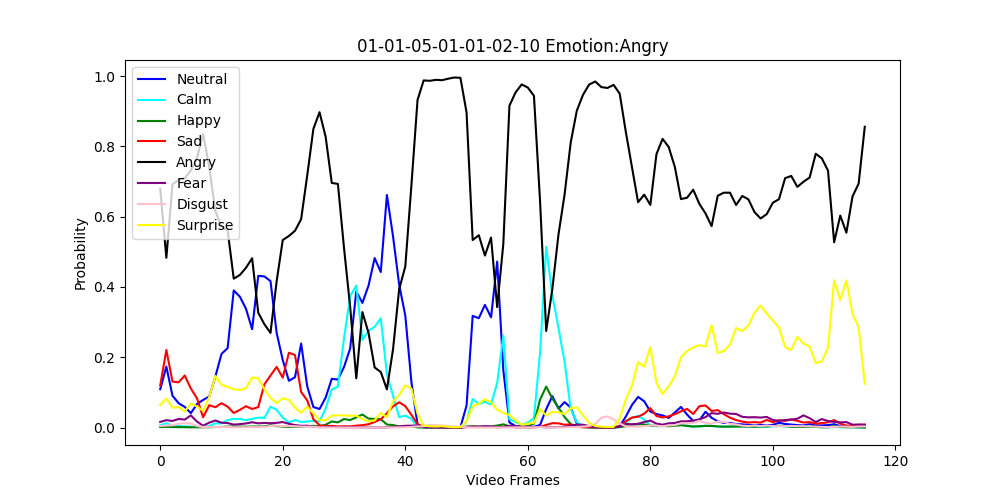 01-01-05-01-01-02-10 Emotion:Angry
Neutral
Calm
Happy
Sad
Angry
Fear
Disgust
Surprise
Probability
1.0
0.8
0.6
0.4
0.2
0.0
0
20
40
60
80
100
120
Video Frames